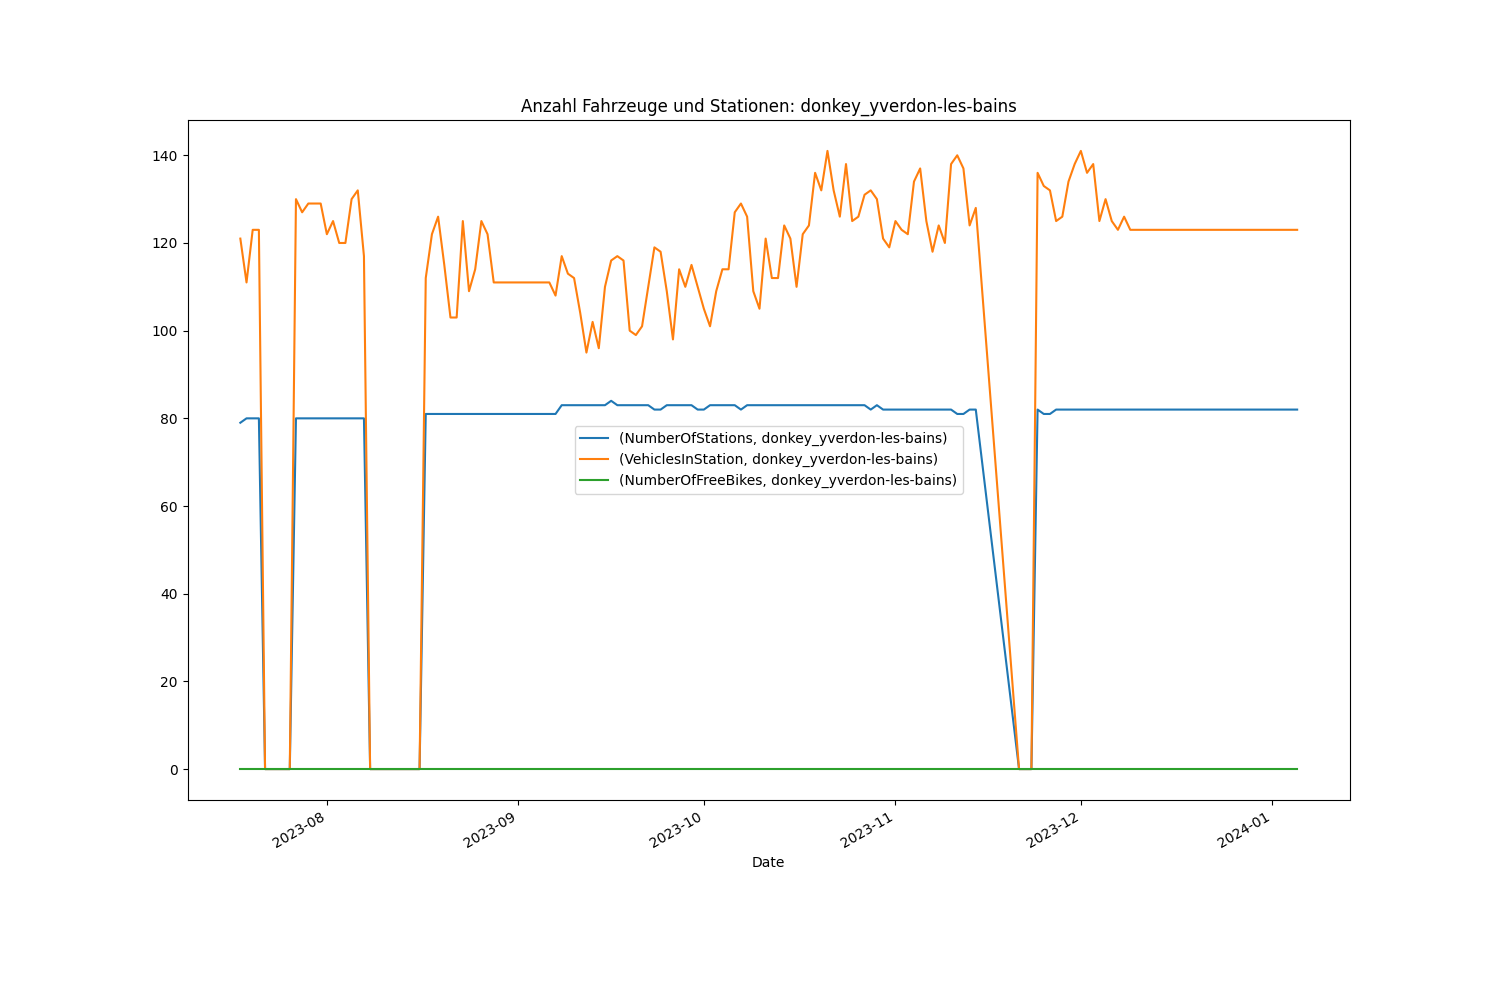 Anzahl Fahrzeuge und Stationen: donkey_yverdon-les-bains
140
120
100
80
60
40
20
0
(NumberOfStations, donkey_yverdon-les-bains)
(VehiclesInStation, donkey_yverdon-les-bains)
(NumberOfFreeBikes, donkey_yverdon-les-bains)
2023-08
2023-09
2023-10
2023-11
2023-12
2024-01
Date